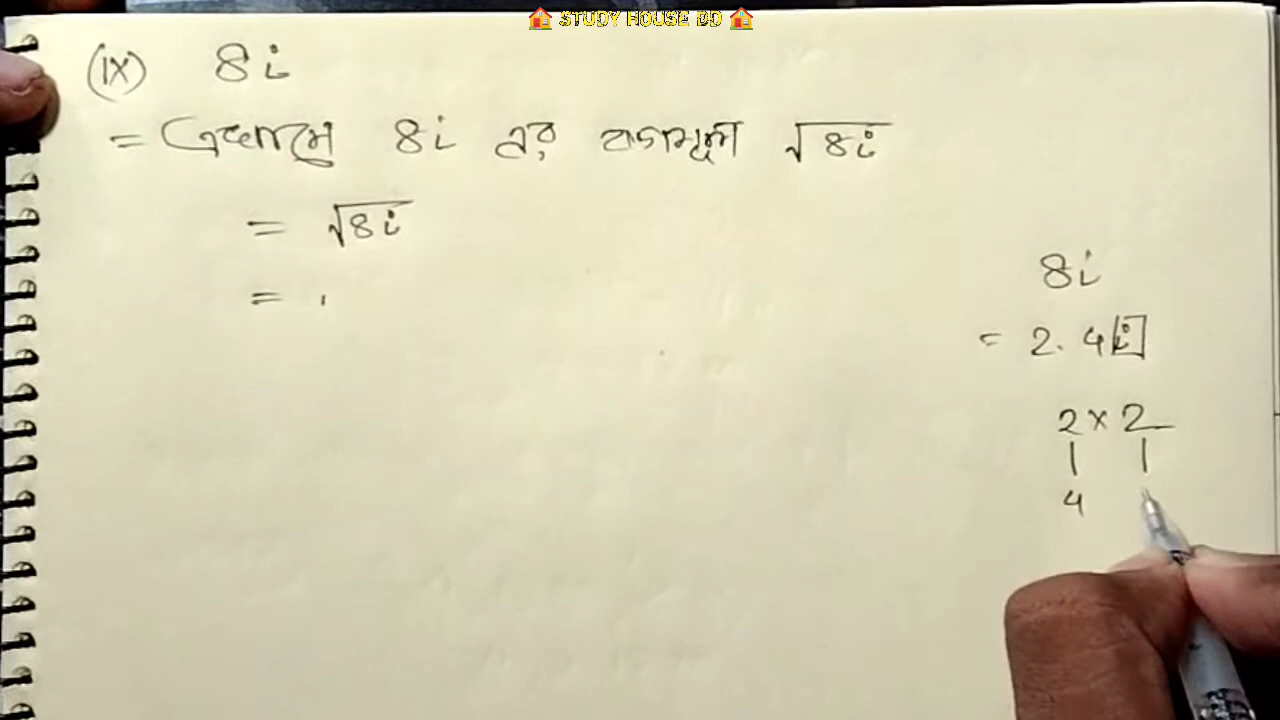 STUDY HOUSE BD
(ix) 8i
= এখানে 8i এর বর্গমূল √8i
= √8i
=
8i
= 2. 4i
2 × 2
4